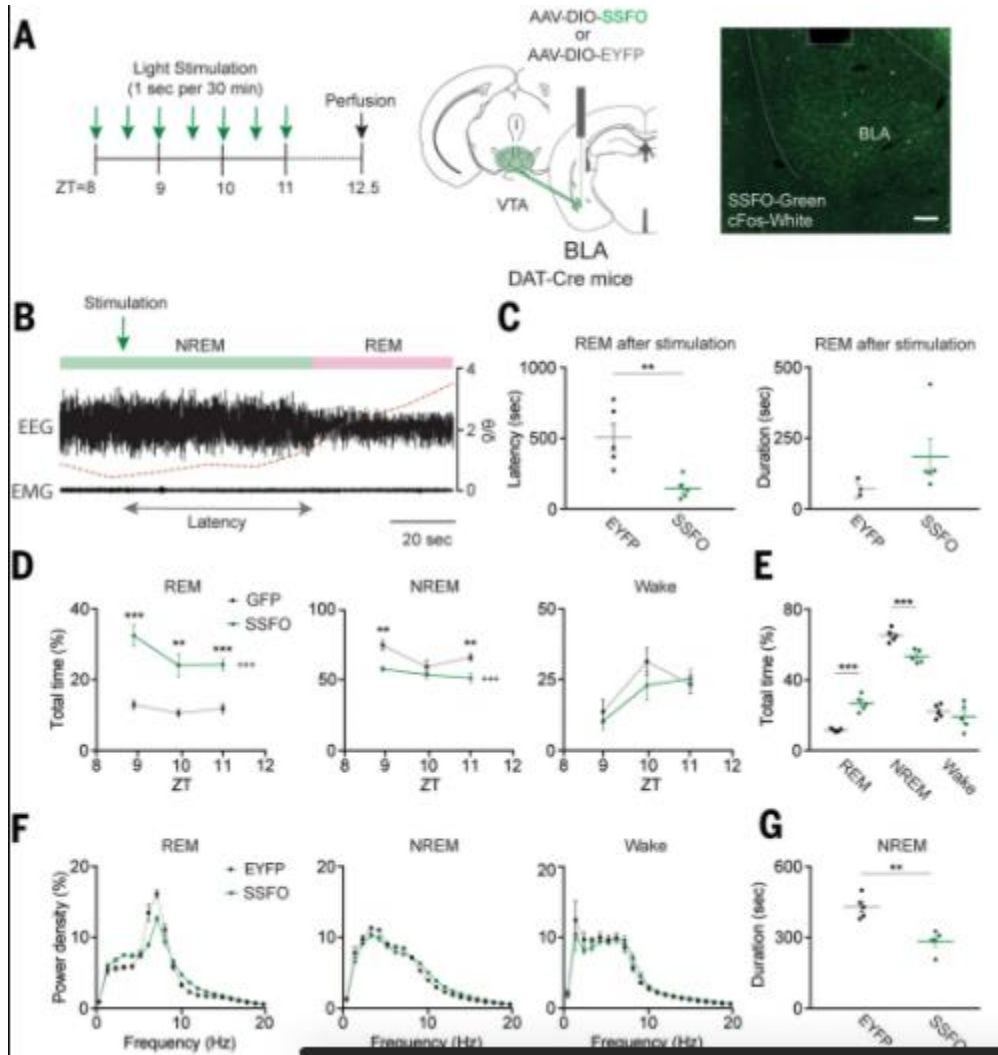 A
Light Stimulation
(1 sec per 30 min)
Perfusion
ZT=8
9
10
11
12.5
AAV-DIO-SSFO
or
AAV-DIO-EYFP
VTA
BLA
DAT-Cre mice
BLA
SSFO-Green
cFos-White
B
Stimulation
NREM
REM
EEG
EMG
4
2
0
θ/δ
Latency
20 sec
C
REM after stimulation
**
Latency (sec)
1000
500
0
EYFP
SSFO
REM after stimulation
Duration (sec)
500
250
0
EYFP
SSFO
D
REM
GFP
SSFO
Total time (%)
40
20
0
***
**
***
***
8
9
10
11
12
ZT
NREM
100
50
0
**
**
***
8
9
10
11
12
ZT
Wake
50
25
0
8
9
10
11
12
ZT
E
Total time (%)
80
40
0
***
***
REM
NREM
Wake
F
REM
EYFP
SSFO
Power density (%)
20
10
0
0
10
20
Frequency (Hz)
NREM
20
10
0
0
10
20
Frequency (Hz)
Wake
20
10
0
0
10
20
Frequency (Hz)
G
NREM
**
Duration (sec)
600
300
0
EYFP
SSFO